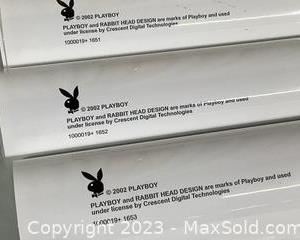 © 2002 PLAYBOY
PLAYBOY and RABBIT HEAD DESIGN are marks of Playboy and used
under license by Crescent Digital Technologies
1000019+ 1651
© 2002 PLAYBOY
PLAYBOY and RABBIT HEAD DESIGN are marks of Playboy and used
under license by Crescent Digital Technologies
1000019+ 1652
© 2002 PLAYBOY
PLAYBOY and RABBIT HEAD DESIGN are marks of Playboy and used
under license by Crescent Digital Technologies
1000019+ 1653
Copyright 2023 - MaxSold.com